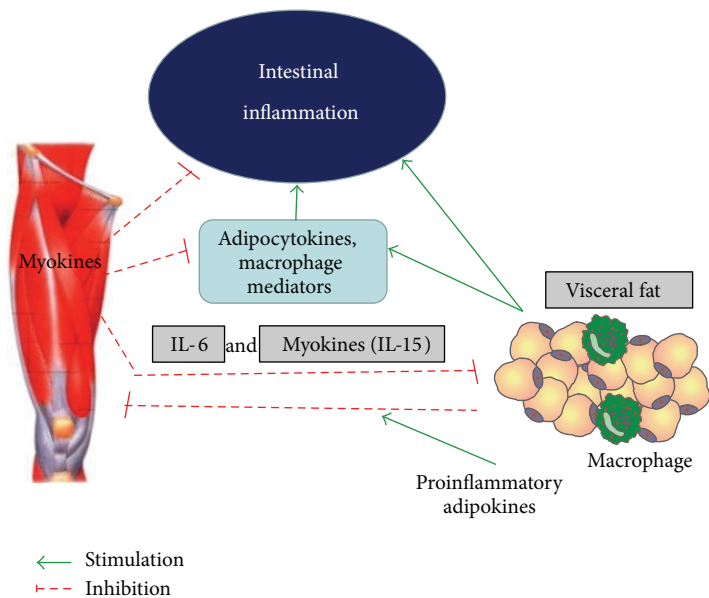 Intestinal
inflammation
Myokines
Adipocytokines,
macrophage
mediators
Visceral fat
IL-6 and Myokines (IL-15)
Macrophage
Proinflammatory
adipokines
Stimulation
Inhibition